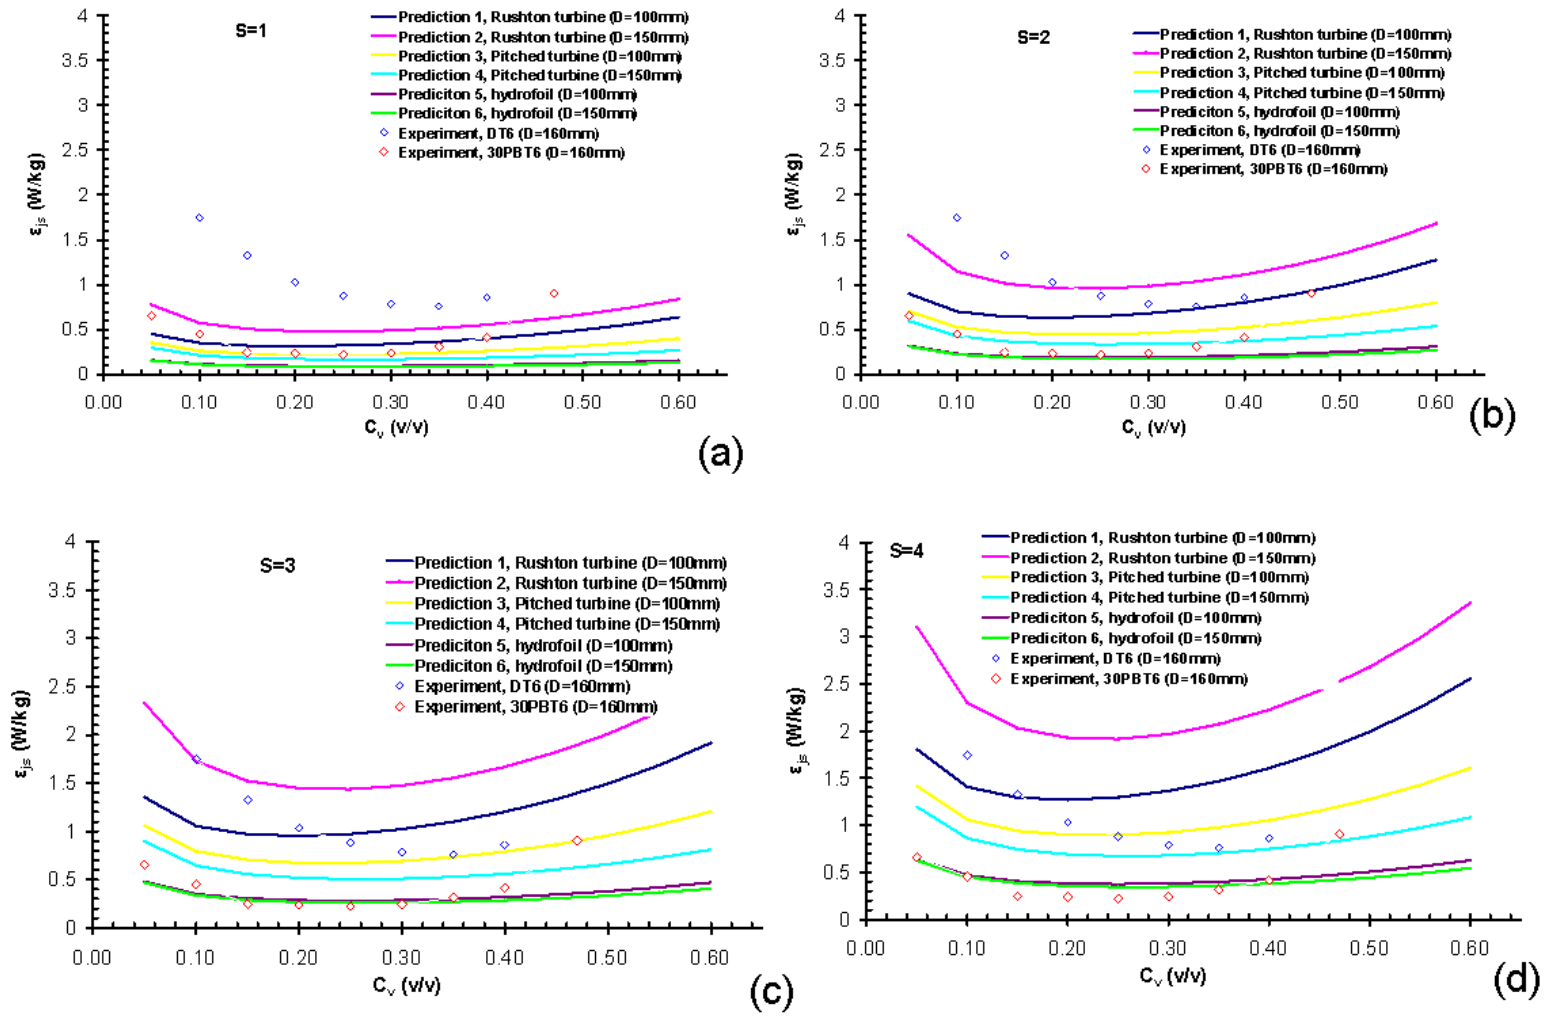 S=1
Prediction 1, Rushton turbine (D=100mm)
Prediction 2, Rushton turbine (D=150mm)
Prediction 3, Pitched turbine (D=100mm)
Prediction 4, Pitched turbine (D=150mm)
Prediciton 5, hydrofoil (D=100mm)
Prediciton 6, hydrofoil (D=150mm)
Experiment, DT6 (D=160mm)
Experiment, 30PBT6 (D=160mm)
4
3.5
3
2.5
2
1.5
1
0.5
0
εjs (W/kg)
0.00 0.10 0.20 0.30 0.40 0.50 0.60
Cv (v/v)
(a)
S=2
Prediction 1, Rushton turbine (D=100mm)
Prediction 2, Rushton turbine (D=150mm)
Prediction 3, Pitched turbine (D=100mm)
Prediction 4, Pitched turbine (D=150mm)
Prediciton 5, hydrofoil (D=100mm)
Prediciton 6, hydrofoil (D=150mm)
Experiment, DT6 (D=160mm)
Experiment, 30PBT6 (D=160mm)
4
3.5
3
2.5
2
1.5
1
0.5
0
εjs (W/kg)
0.00 0.10 0.20 0.30 0.40 0.50 0.60
Cv (v/v)
(b)
S=3
Prediction 1, Rushton turbine (D=100mm)
Prediction 2, Rushton turbine (D=150mm)
Prediction 3, Pitched turbine (D=100mm)
Prediction 4, Pitched turbine (D=150mm)
Prediciton 5, hydrofoil (D=100mm)
Prediciton 6, hydrofoil (D=150mm)
Experiment, DT6 (D=160mm)
Experiment, 30PBT6 (D=160mm)
4
3.5
3
2.5
2
1.5
1
0.5
0
εjs (W/kg)
0.00 0.10 0.20 0.30 0.40 0.50 0.60
Cv (v/v)
(c)
S=4
Prediction 1, Rushton turbine (D=100mm)
Prediction 2, Rushton turbine (D=150mm)
Prediction 3, Pitched turbine (D=100mm)
Prediction 4, Pitched turbine (D=150mm)
Prediciton 5, hydrofoil (D=100mm)
Prediciton 6, hydrofoil (D=150mm)
Experiment, DT6 (D=160mm)
Experiment, 30PBT6 (D=160mm)
4
3.5
3
2.5
2
1.5
1
0.5
0
εjs (W/kg)
0.00 0.10 0.20 0.30 0.40 0.50 0.60
Cv (v/v)
(d)